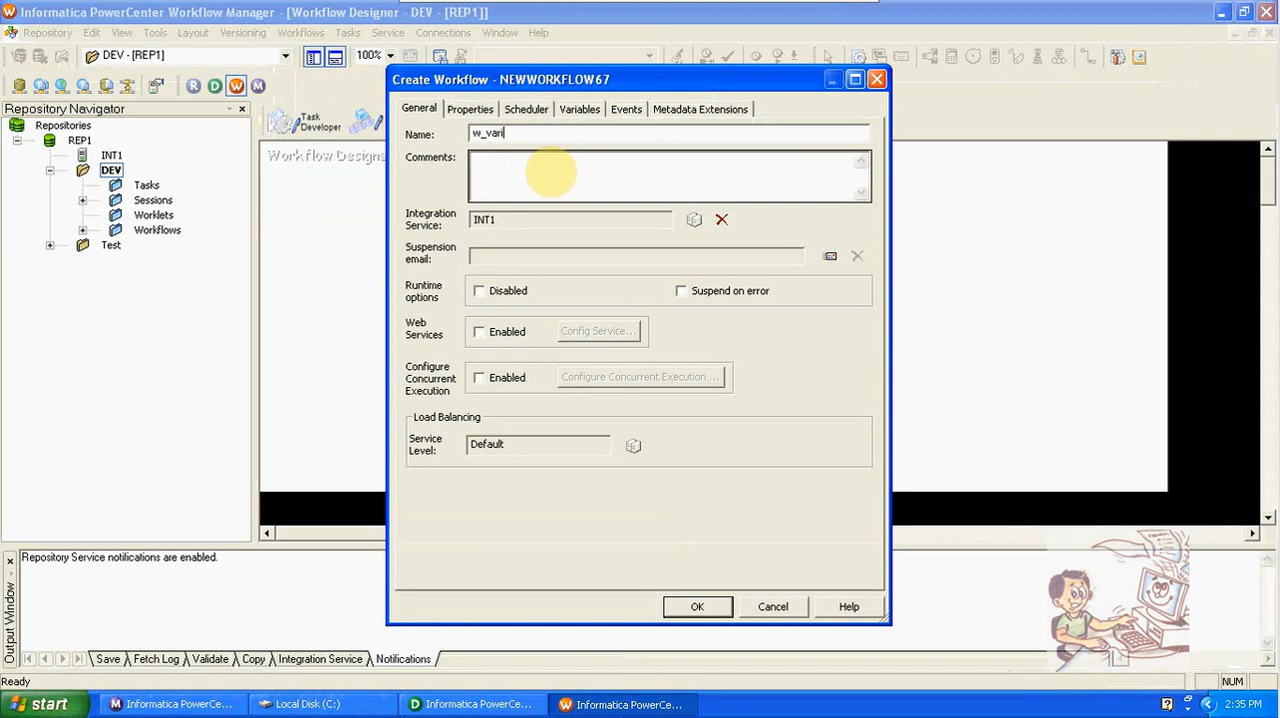 Informatica PowerCenter Workflow Manager - [Workflow Designer - DEV - [REP1]]
Repository Edit View Tools Layout Versioning Workflows Tasks Service Connections Window Help
DEV - [REP1] 100%
R D W M
Repository Navigator
Task Developer
Repositories
REP1
INT1
DEV
Tasks
Sessions
Worklets
Workflows
Test
Workflow Designer
Create Workflow - NEWWORKFLOW67
General Properties Scheduler Variables Events Metadata Extensions
Name: w_vari
Comments:
Integration Service: INT1
Suspension email:
Runtime options Disabled Suspend on error
Web Services Enabled Config Service...
Configure Concurrent Execution Enabled Configure Concurrent Execution ...
Load Balancing
Service Level: Default
OK Cancel Help
Output Window
Repository Service notifications are enabled.
Save Fetch Log Validate Copy Integration Service Notifications
Ready NUM
start Informatica PowerCe... Local Disk (C:) Informatica PowerCe... Informatica PowerCe... 2:35 PM